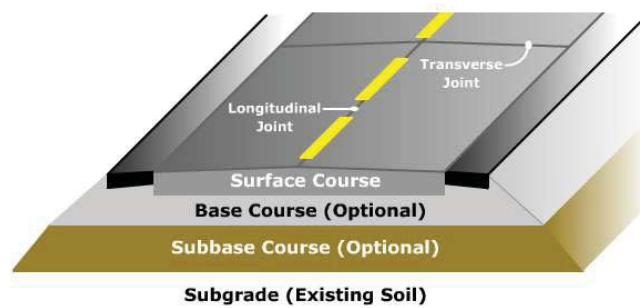 Transverse
Joint
Longitudinal
Joint
Surface Course
Base Course (Optional)
Subbase Course (Optional)
Subgrade (Existing Soil)